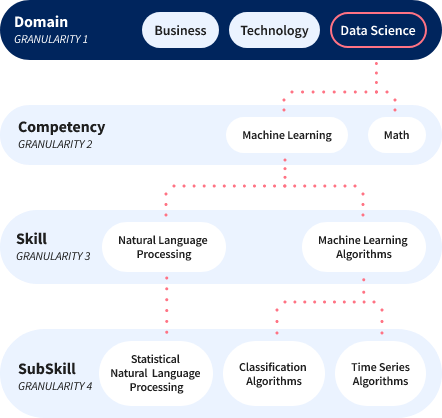 Domain
GRANULARITY 1
Business
Technology
Data Science
Competency
GRANULARITY 2
Machine Learning
Math
Skill
GRANULARITY 3
Natural Language
Processing
Machine Learning
Algorithms
SubSkill
GRANULARITY 4
Statistical
Natural Language
Processing
Classification
Algorithms
Time Series
Algorithms